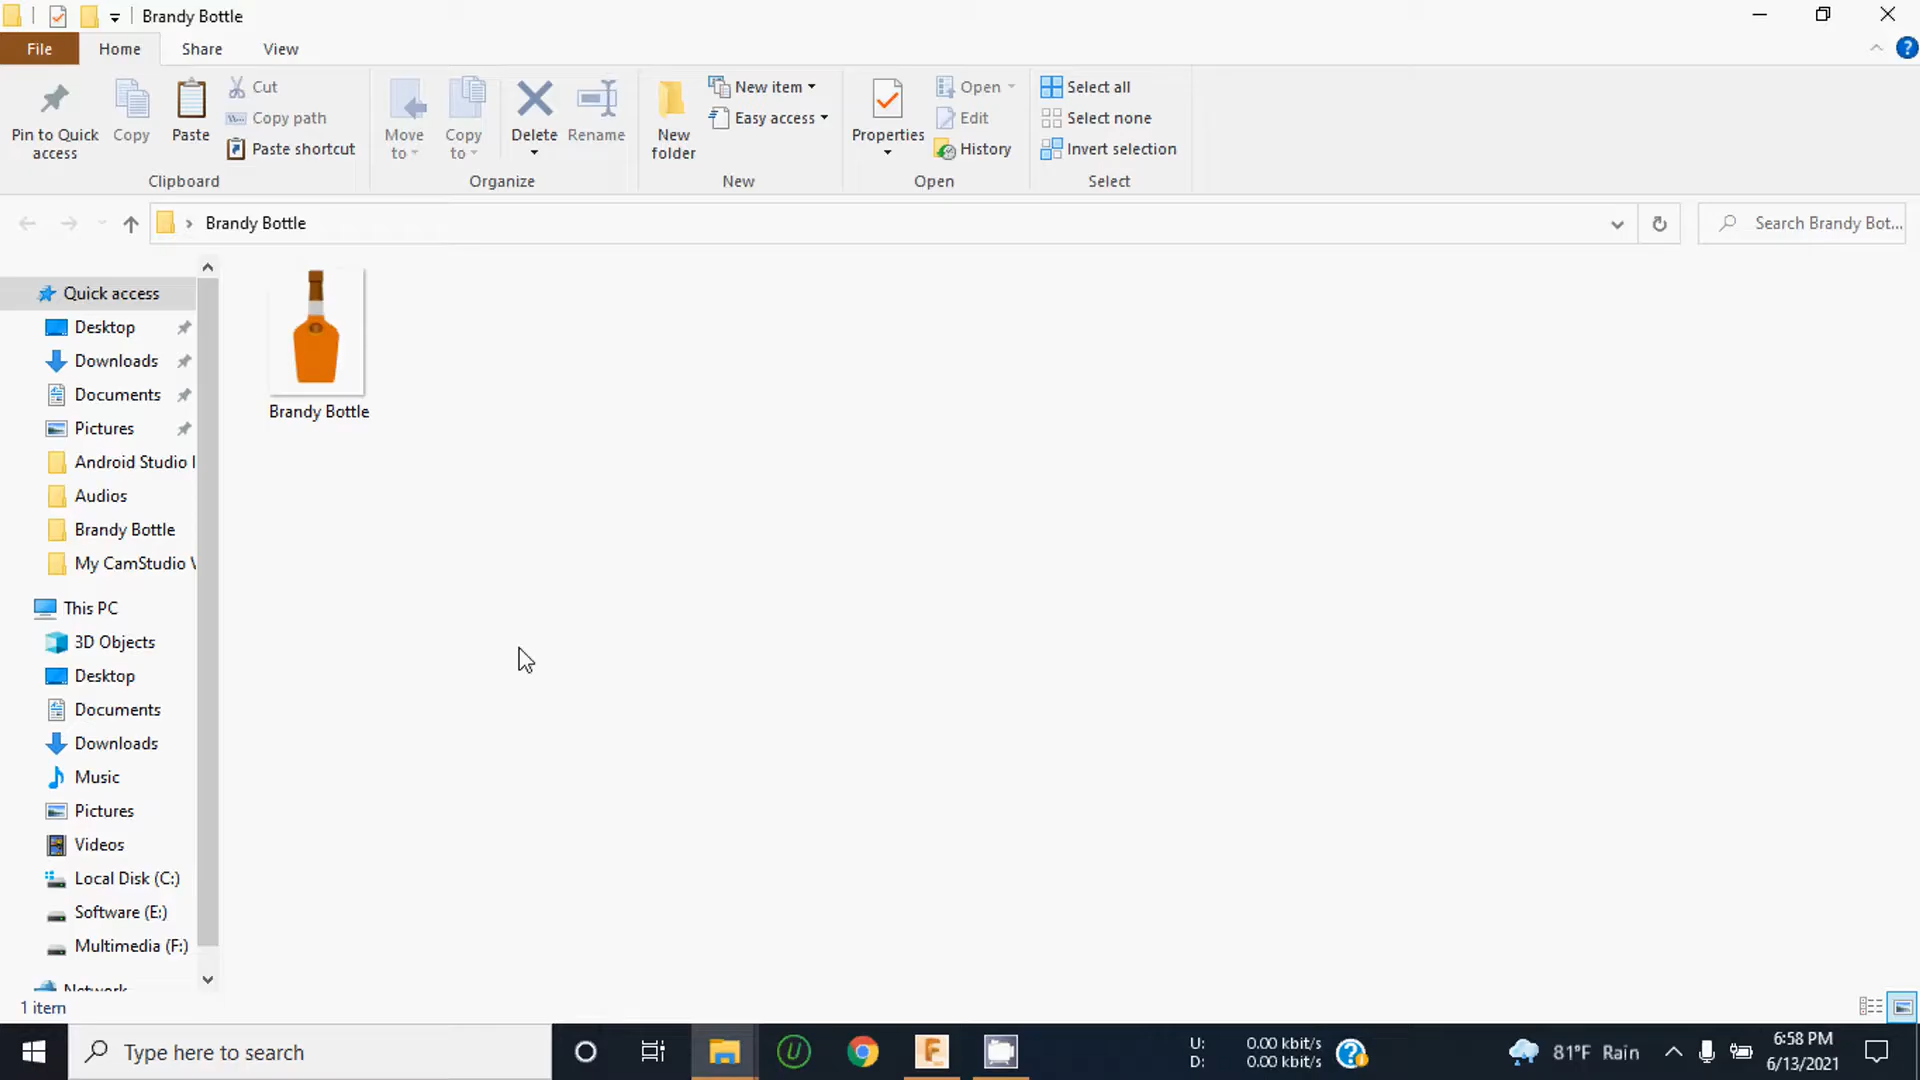 Brandy Bottle
File
Home
Share
View
Pin to Quick
access
Copy
Paste
Cut
Copy path
Paste shortcut
Clipboard
Move
to
Copy
to
Delete
Rename
Organize
New
folder
New item
Easy access
New
Properties
Open
Edit
History
Open
Select all
Select none
Invert selection
Select
Brandy Bottle
Search Brandy Bot...
Quick access
Desktop
Downloads
Documents
Pictures
Android Studio I
Audios
Brandy Bottle
My CamStudio V
This PC
3D Objects
Desktop
Documents
Downloads
Music
Pictures
Videos
Local Disk (C:)
Software (E:)
Multimedia (F:)
Network
Brandy Bottle
1 item
Type here to search
U: 0.00 kbit/s
D: 0.00 kbit/s
81°F Rain
6:58 PM
6/13/2021